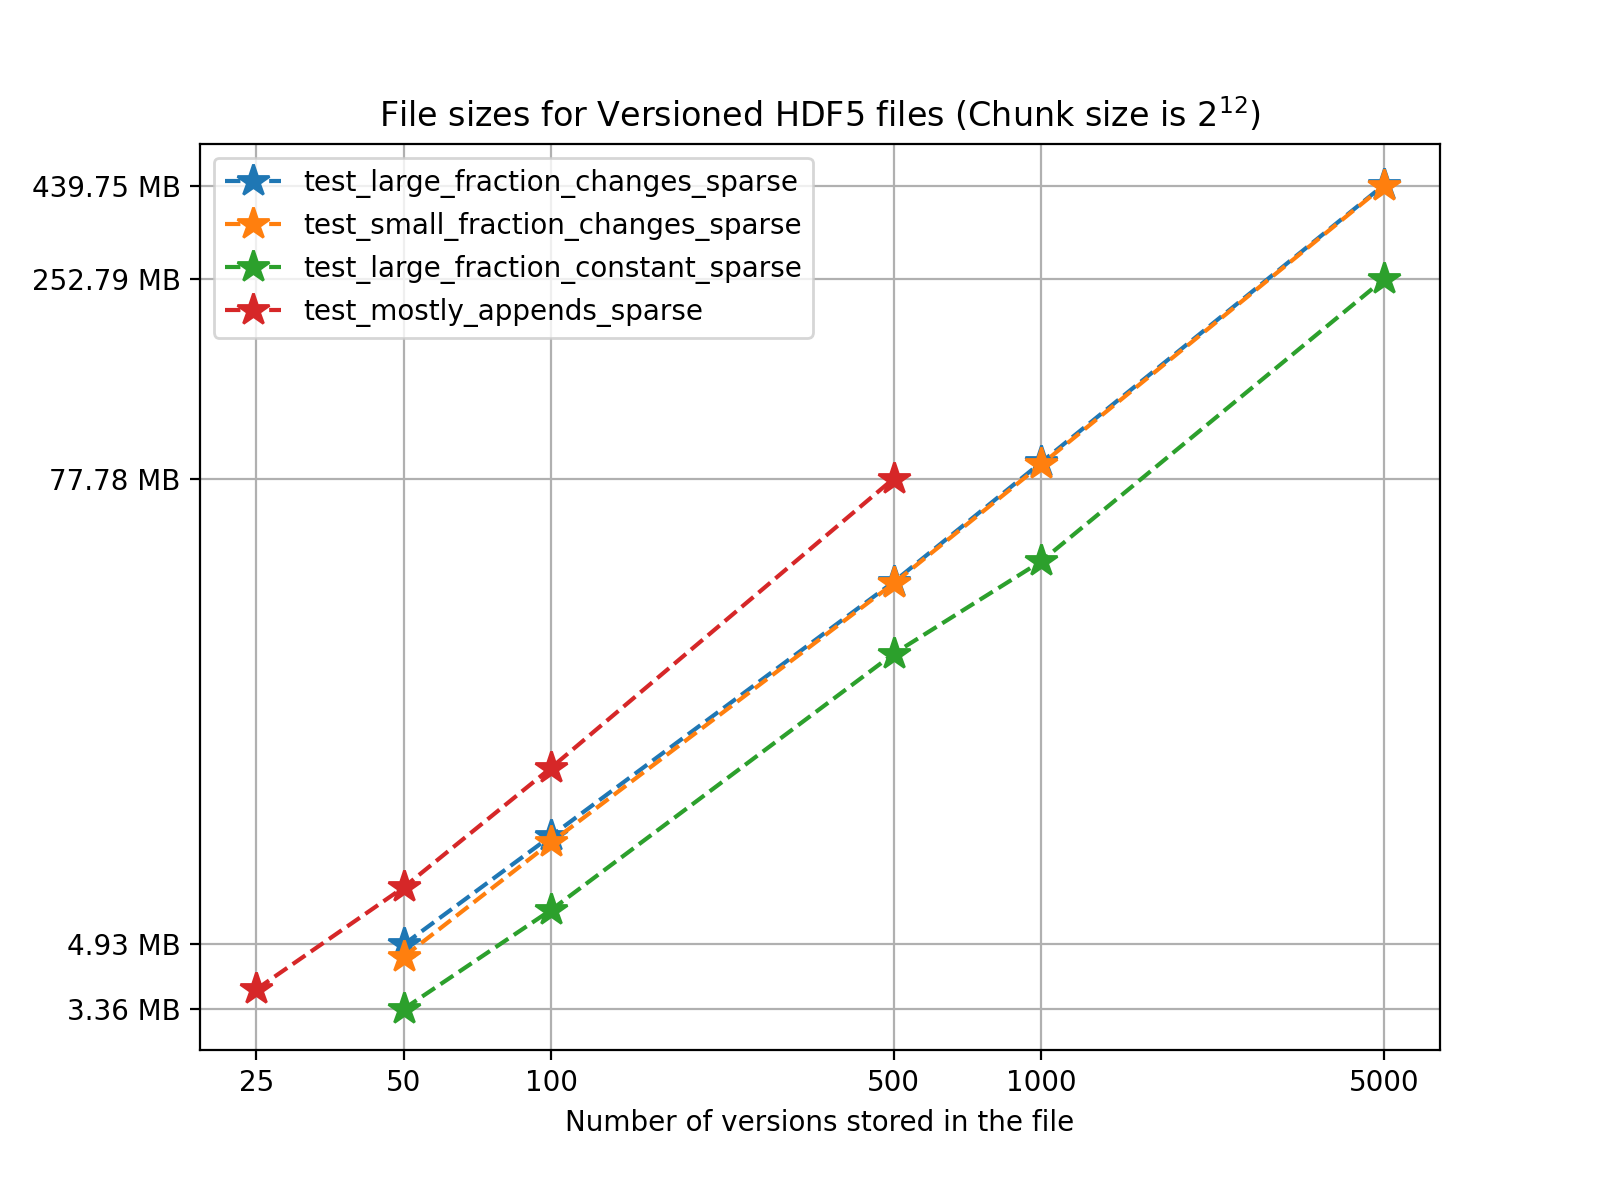 File sizes for Versioned HDF5 files (Chunk size is 2¹²)
test_large_fraction_changes_sparse
test_small_fraction_changes_sparse
test_large_fraction_constant_sparse
test_mostly_appends_sparse
439.75 MB
252.79 MB
77.78 MB
4.93 MB
3.36 MB
25 50 100 500 1000 5000
Number of versions stored in the file